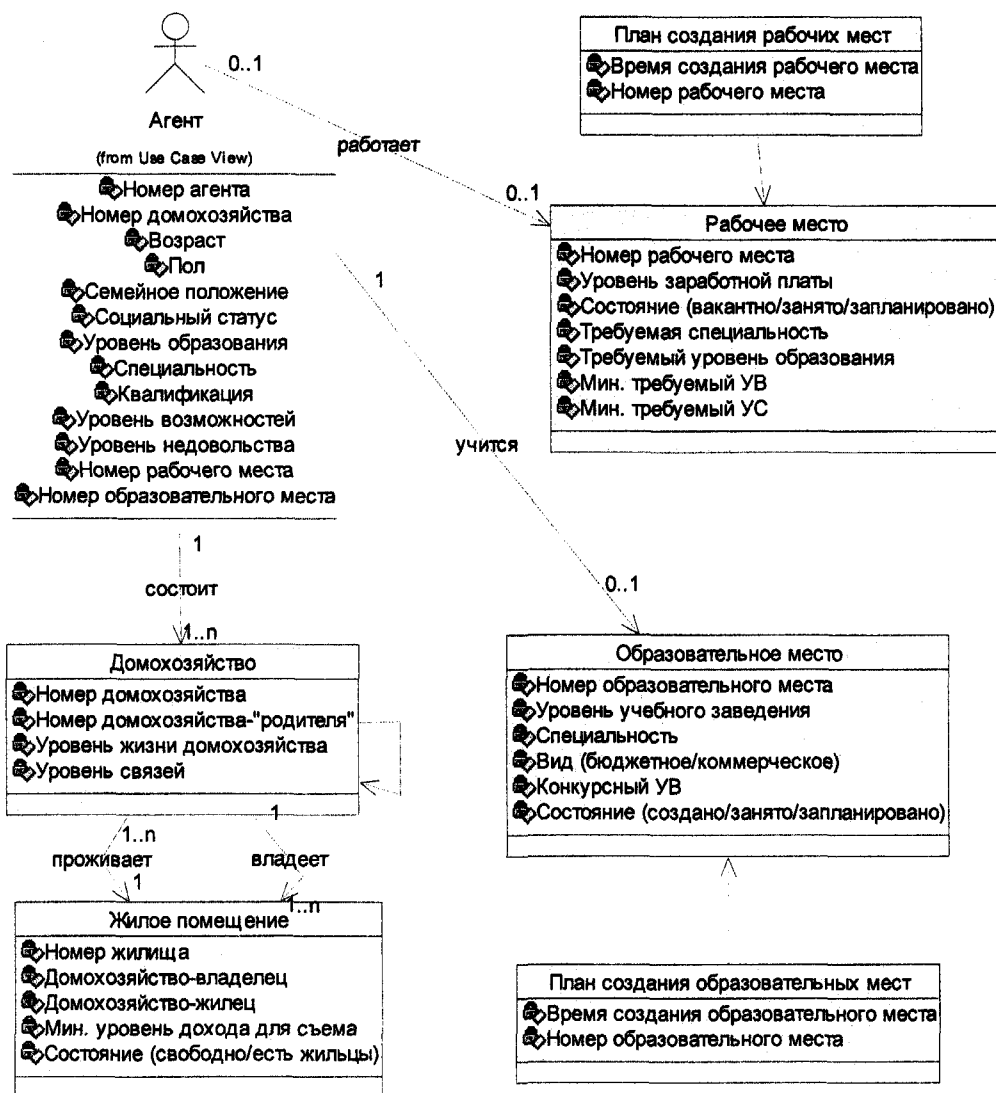 План создания рабочих мест
Время создания рабочего места
Номер рабочего места
0..1
Агент
(from Use Case View)
работает
0..1
Номер агента
Номер домохозяйства
Возраст
Пол
Семейное положение
Социальный статус
Уровень образования
Специальность
Квалификация
Уровень возможностей
Уровень недовольства
Номер рабочего места
Номер образовательного места
Рабочее место
Номер рабочего места
Уровень заработной платы
Состояние (вакантно/занято/запланировано)
Требуемая специальность
Требуемый уровень образования
Мин. требуемый УВ
Мин. требуемый УС
1
учится
0..1
1
состоит
1..n
Домохозяйство
Номер домохозяйства
Номер домохозяйства-"родителя"
Уровень жизни домохозяйства
Уровень связей
Образовательное место
Номер образовательного места
Уровень учебного заведения
Специальность
Вид (бюджетное/коммерческое)
Конкурсный УВ
Состояние (создано/занято/запланировано)
1..n
1
проживает
владеет
1
1..n
Жилое помещение
Номер жилища
Домохозяйство-владелец
Домохозяйство-жилец
Мин. уровень дохода для съема
Состояние (свободно/есть жильцы)
План создания образовательных мест
Время создания образовательного места
Номер образовательного места